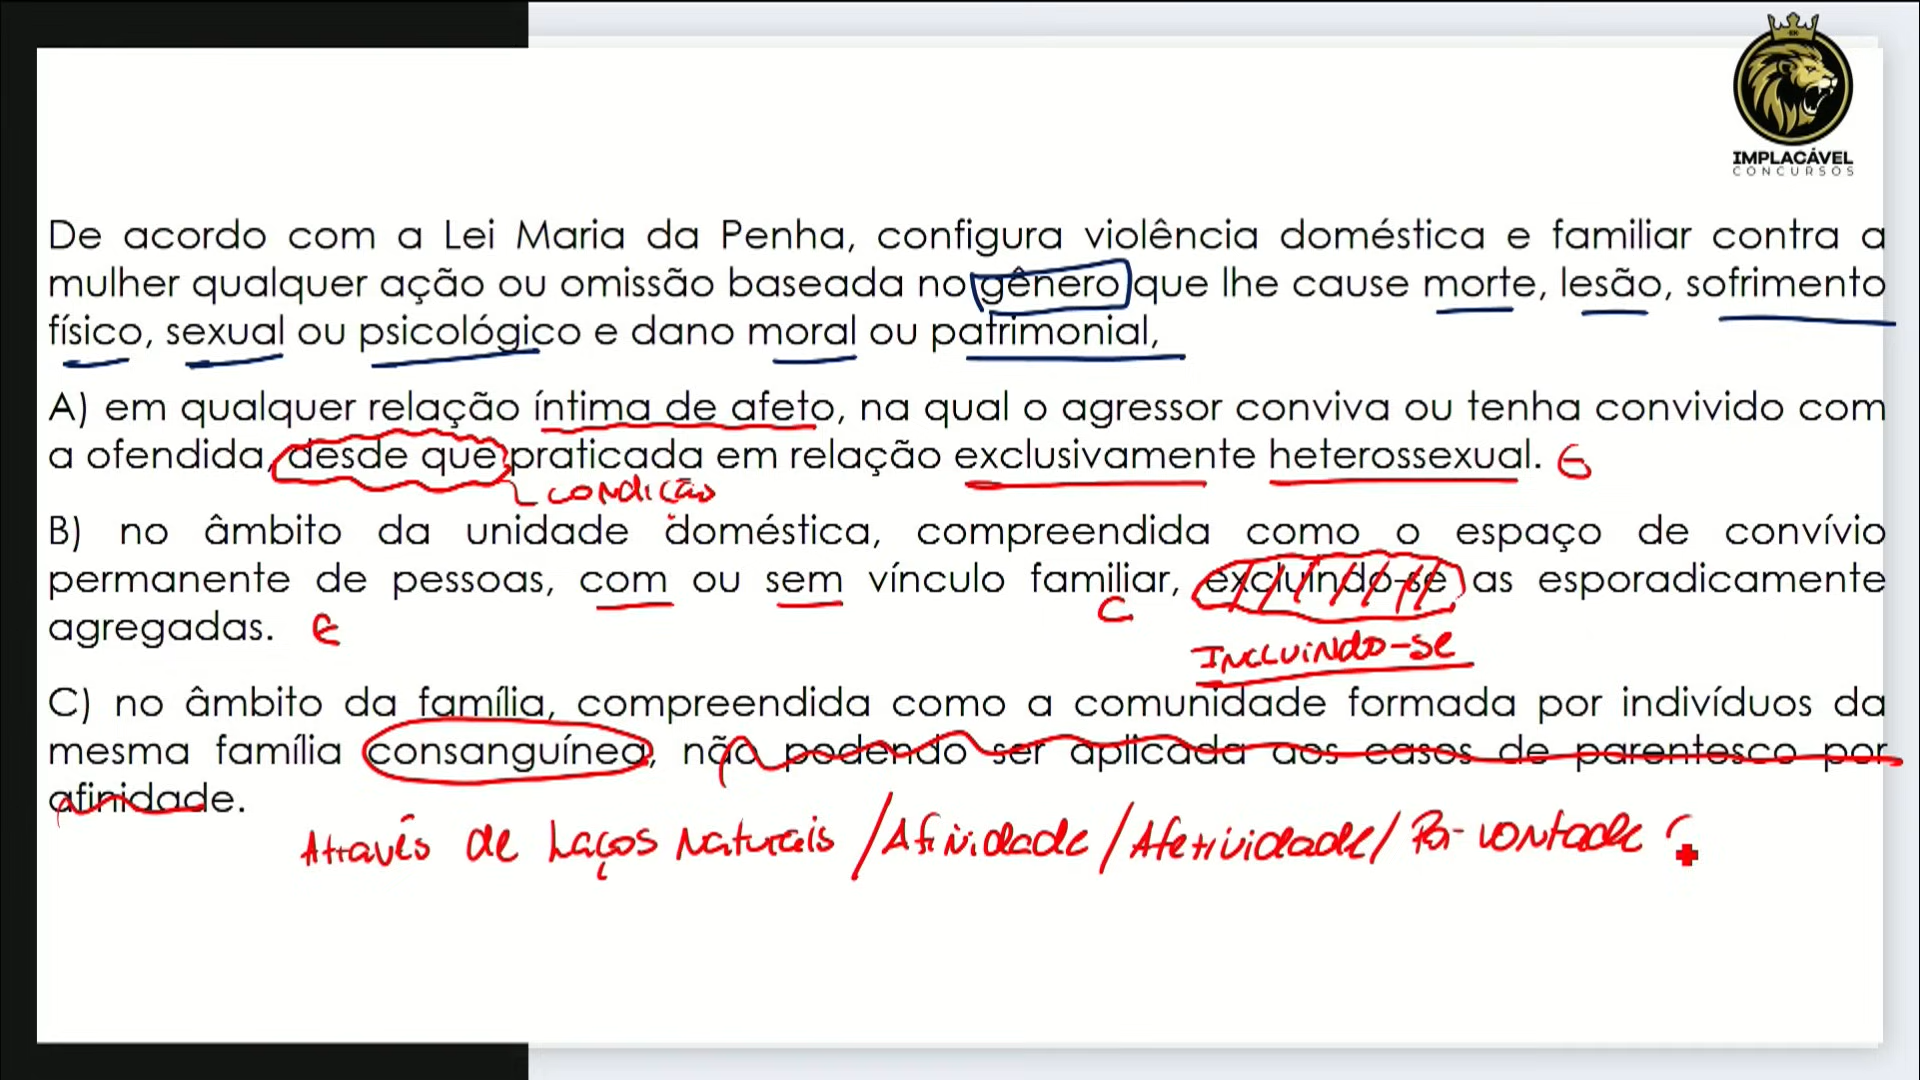 IMPLACÁVEL
CONCURSOS
De acordo com a Lei Maria da Penha, configura violência doméstica e familiar contra a
mulher qualquer ação ou omissão baseada no gênero que lhe cause morte, lesão, sofrimento
físico, sexual ou psicológico e dano moral ou patrimonial,
A) em qualquer relação íntima de afeto, na qual o agressor conviva ou tenha convivido com
a ofendida, desde que praticada em relação exclusivamente heterossexual. E
condição
B) no âmbito da unidade doméstica, compreendida como o espaço de convívio
permanente de pessoas, com ou sem vínculo familiar, excluindo-se as esporadicamente
C
agregadas. E
Incluindo-se
C) no âmbito da família, compreendida como a comunidade formada por indivíduos da
mesma família consanguínea, não podendo ser aplicada aos casos de parentesco por
afinidade.
Através de Laços Naturais / Afinidade / Afetividade / Por vontade